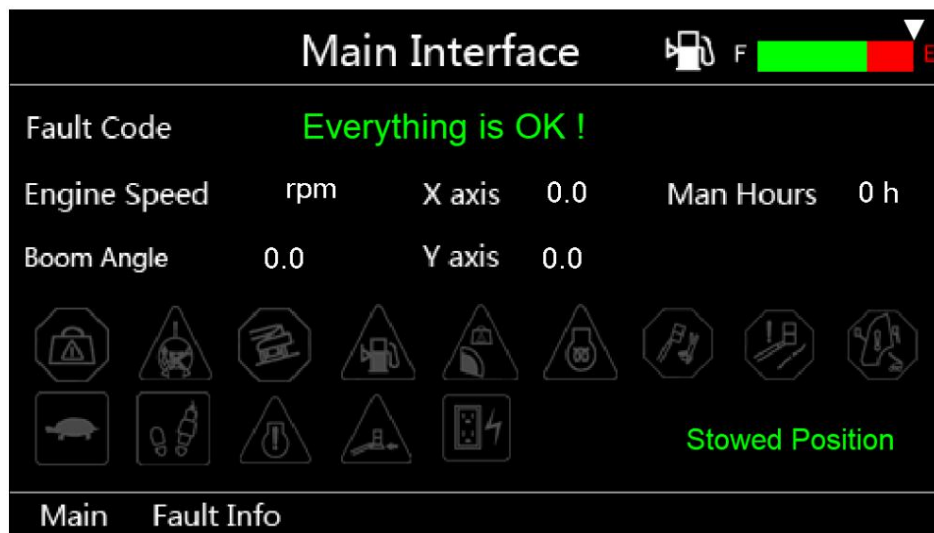 Main Interface F E
Fault Code Everything is OK !
Engine Speed rpm X axis 0.0 Man Hours 0 h
Boom Angle 0.0 Y axis 0.0
Stowed Position
Main Fault Info